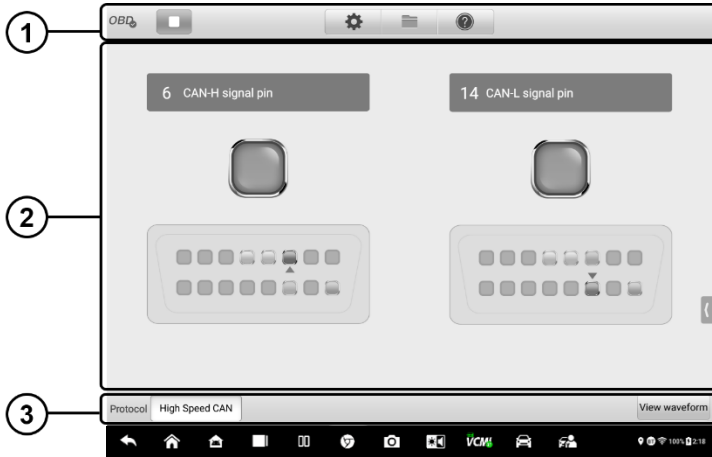 1
OBD
?
6 CAN-H signal pin
14 CAN-L signal pin
2
3
Protocol High Speed CAN
View waveform
VCMI
100% 2:18